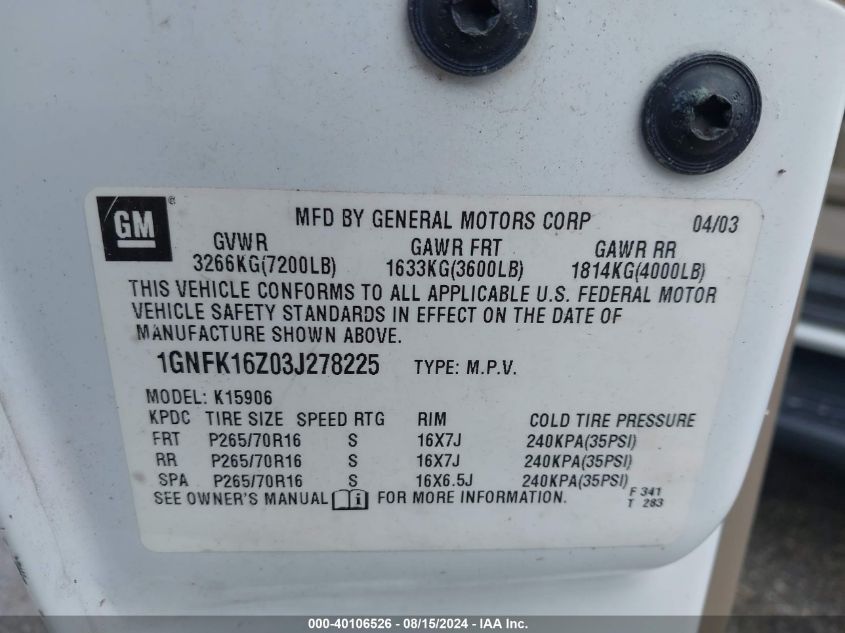 GM ®
MFD BY GENERAL MOTORS CORP 04/03
GVWR GAWR FRT GAWR RR
3266KG(7200LB) 1633KG(3600LB) 1814KG(4000LB)
THIS VEHICLE CONFORMS TO ALL APPLICABLE U.S. FEDERAL MOTOR
VEHICLE SAFETY STANDARDS IN EFFECT ON THE DATE OF
MANUFACTURE SHOWN ABOVE.
1GNFK16Z03J278225 TYPE: M.P.V.
MODEL: K15906
KPDC TIRE SIZE SPEED RTG RIM COLD TIRE PRESSURE
FRT P265/70R16 S 16X7J 240KPA(35PSI)
RR P265/70R16 S 16X7J 240KPA(35PSI)
SPA P265/70R16 S 16X6.5J 240KPA(35PSI)
SEE OWNER'S MANUAL i FOR MORE INFORMATION.
F 341
T 283
000-40106526 - 08/15/2024 - IAA Inc.